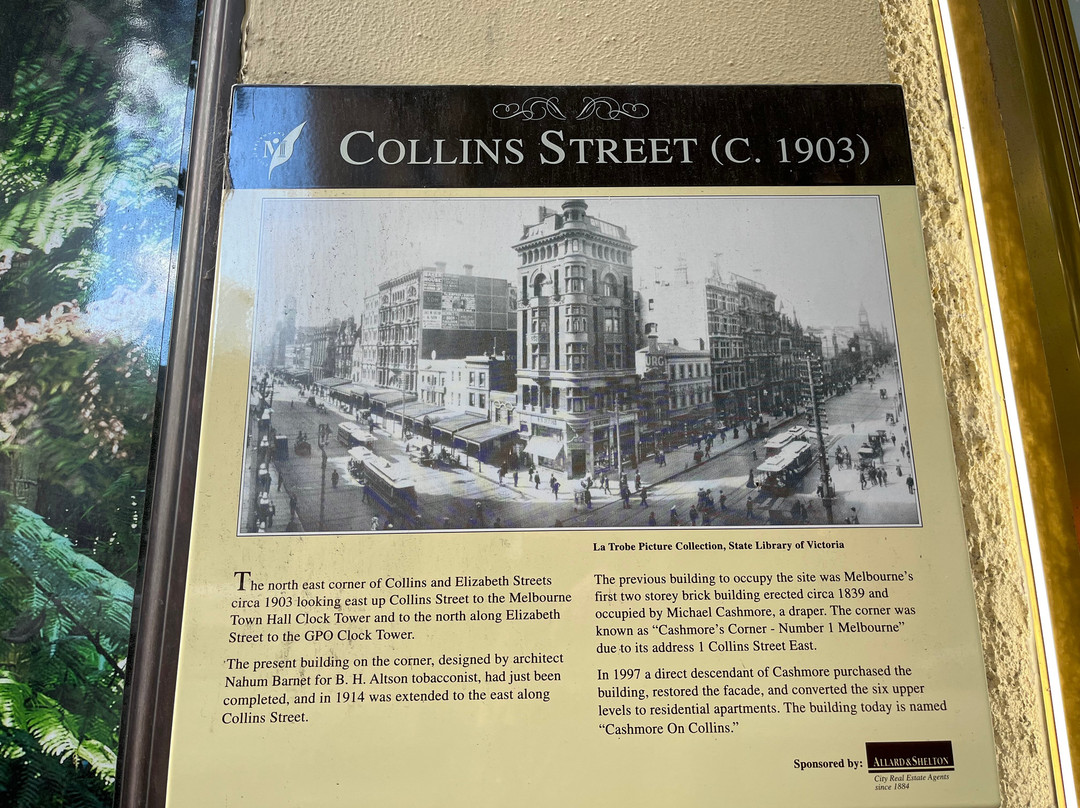 COLLINS STREET (C. 1903)
La Trobe Picture Collection, State Library of Victoria
The north east corner of Collins and Elizabeth Streets
circa 1903 looking east up Collins Street to the Melbourne
Town Hall Clock Tower and to the north along Elizabeth
Street to the GPO Clock Tower.
The present building on the corner, designed by architect
Nahum Barnet for B. H. Altson tobacconist, had just been
completed, and in 1914 was extended to the east along
Collins Street.
The previous building to occupy the site was Melbourne's
first two storey brick building erected circa 1839 and
occupied by Michael Cashmore, a draper. The corner was
known as “Cashmore's Corner - Number 1 Melbourne”
due to its address 1 Collins Street East.
In 1997 a direct descendant of Cashmore purchased the
building, restored the facade, and converted the six upper
levels to residential apartments. The building today is named
“Cashmore On Collins.”
Sponsored by:
ALLARD & SHELTON
City Real Estate Agents
since 1884